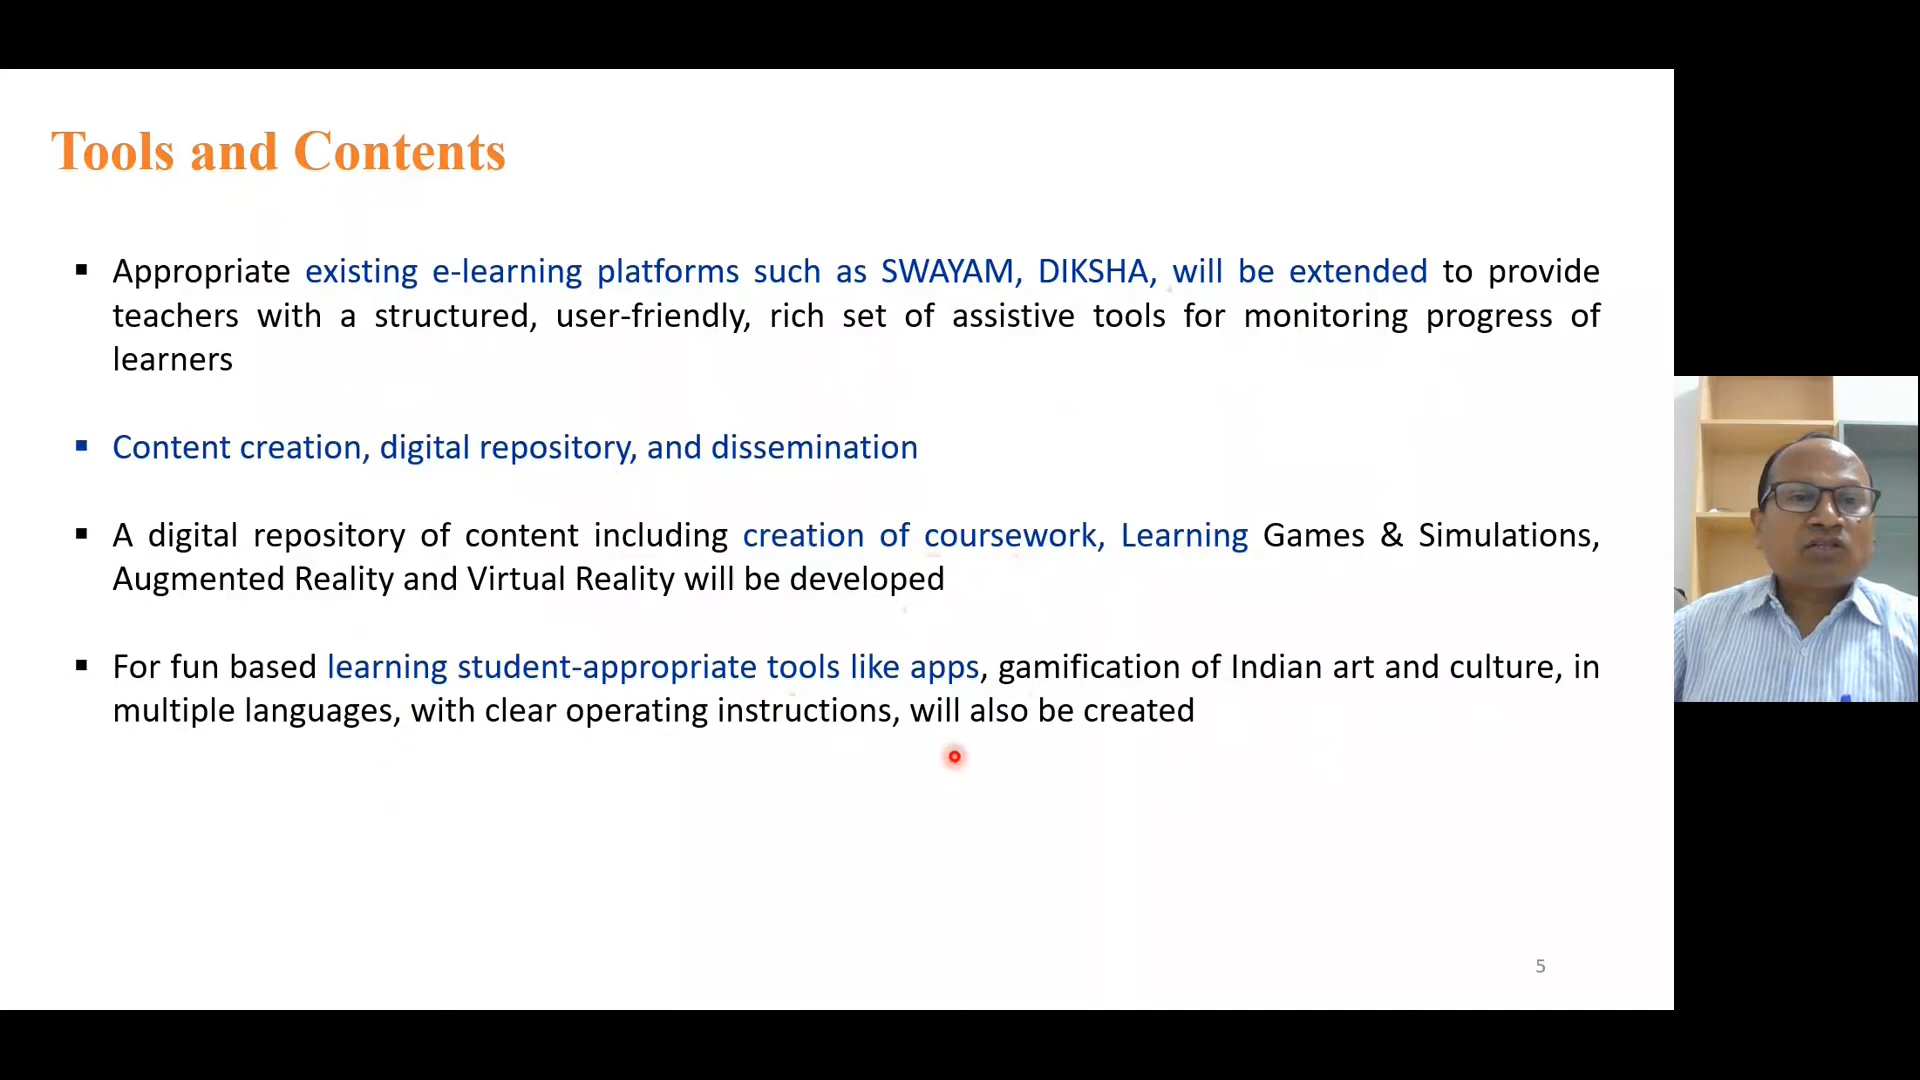 Tools and Contents
▪ Appropriate existing e-learning platforms such as SWAYAM, DIKSHA, will be extended to provide
teachers with a structured, user-friendly, rich set of assistive tools for monitoring progress of
learners
▪ Content creation, digital repository, and dissemination
▪ A digital repository of content including creation of coursework, Learning Games & Simulations,
Augmented Reality and Virtual Reality will be developed
▪ For fun based learning student-appropriate tools like apps, gamification of Indian art and culture, in
multiple languages, with clear operating instructions, will also be created
5